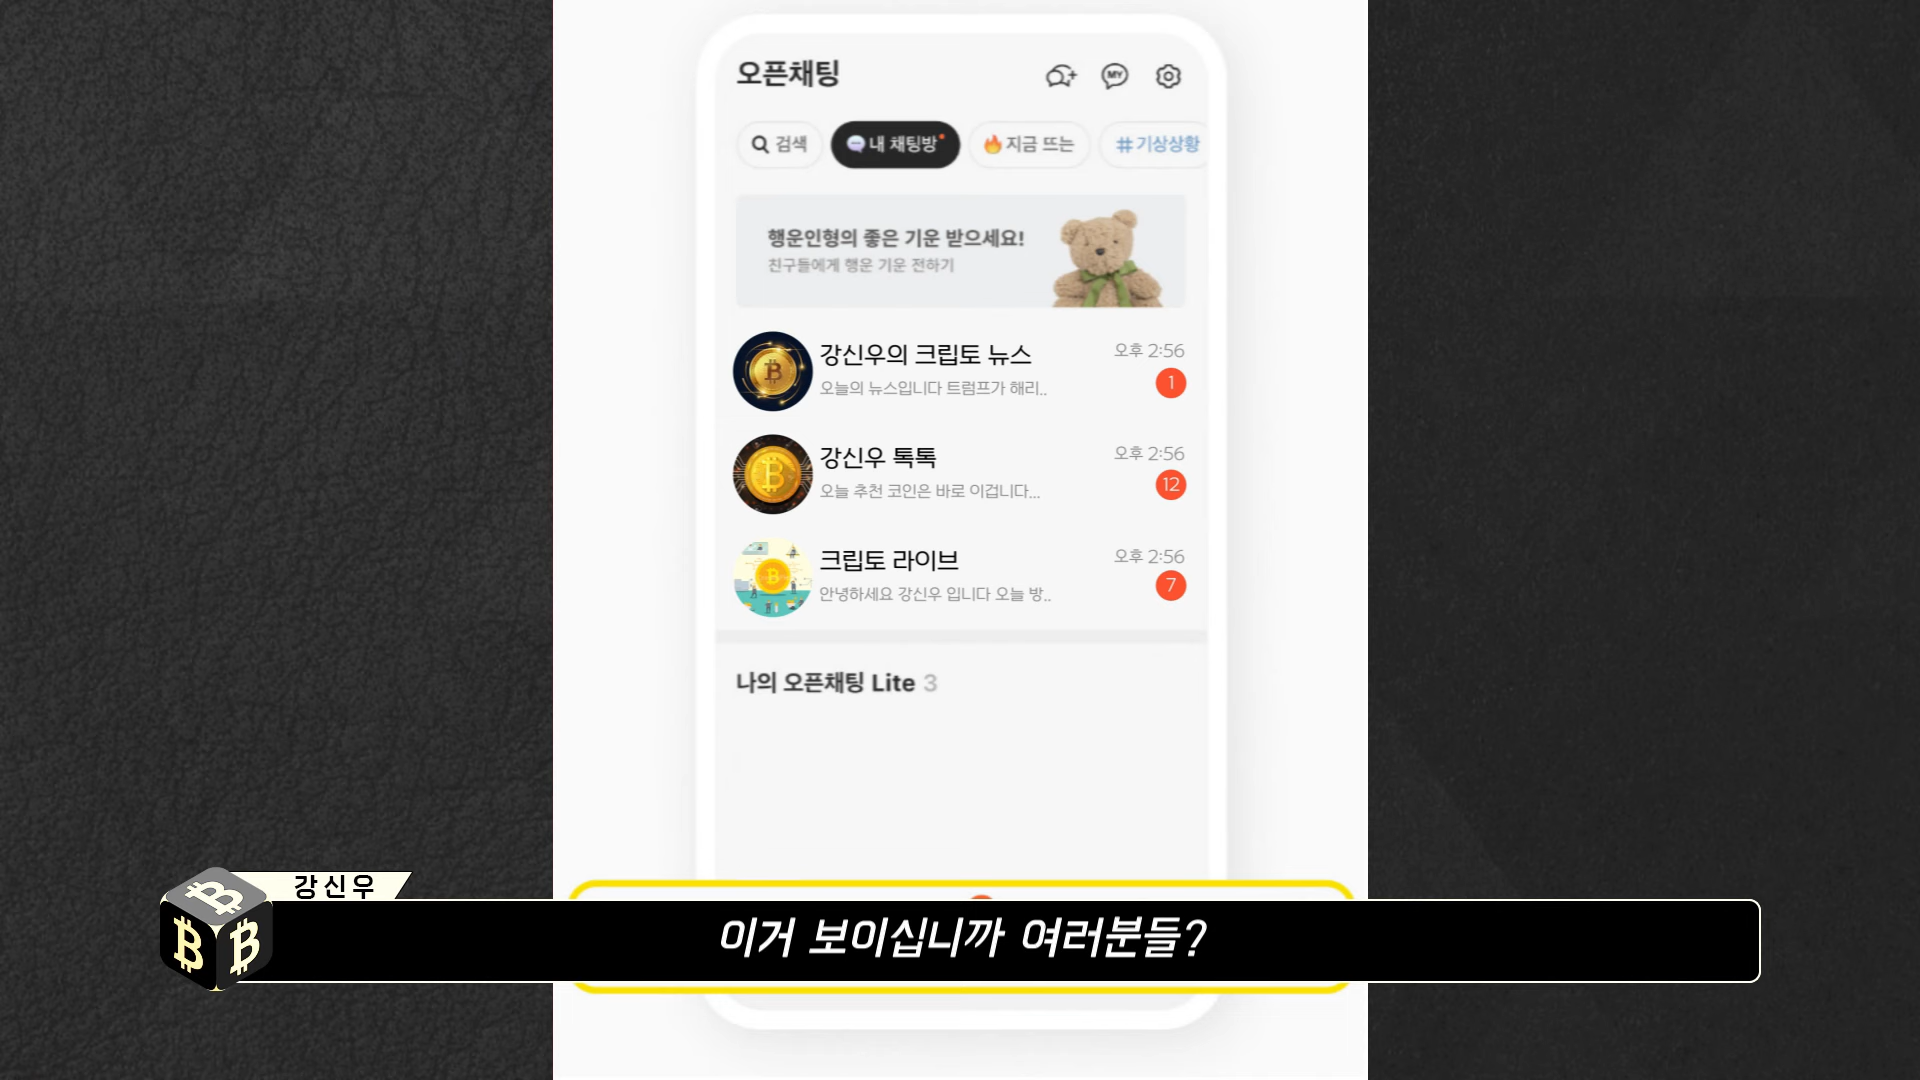 오픈채팅
MY
검색
내 채팅방
지금 뜨는
#기상상황
행운인형의 좋은 기운 받으세요!
친구들에게 행운 기운 전하기
강신우의 크립토 뉴스
오후 2:56
오늘의 뉴스입니다 트럼프가 해리..
1
강신우 톡톡
오후 2:56
오늘 추천 코인은 바로 이겁니다...
12
크립토 라이브
오후 2:56
안녕하세요 강신우 입니다 오늘 방..
7
나의 오픈채팅 Lite 3
강신우
이거 보이십니까 여러분들?